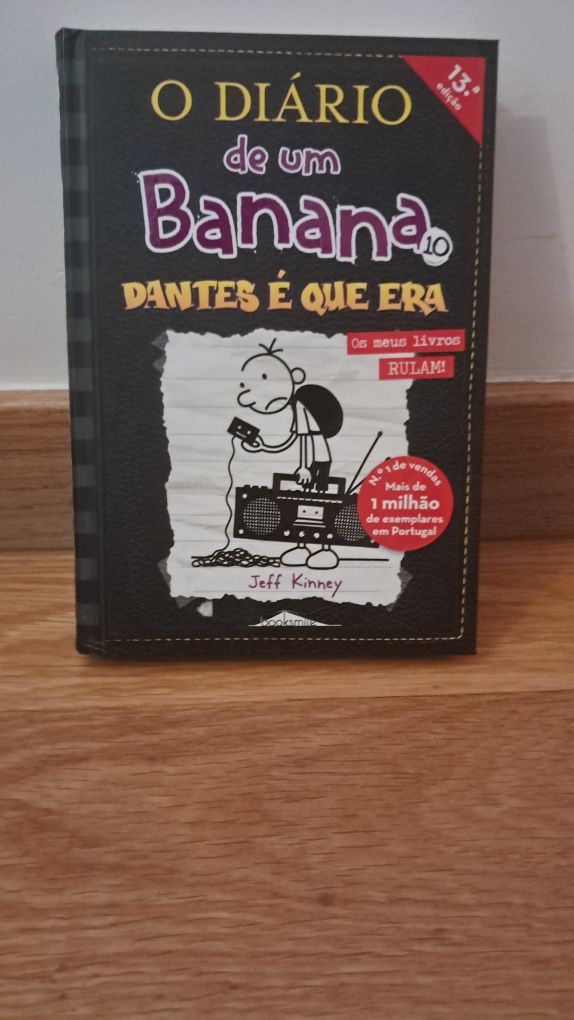 13.ª
edição
O DIÁRIO
de um
Banana
10
DANTES É QUE ERA
Os meus livros
RULAM!
N.º 1 de vendas
Mais de
1 milhão
de exemplares
em Portugal
Jeff Kinney
booksmile